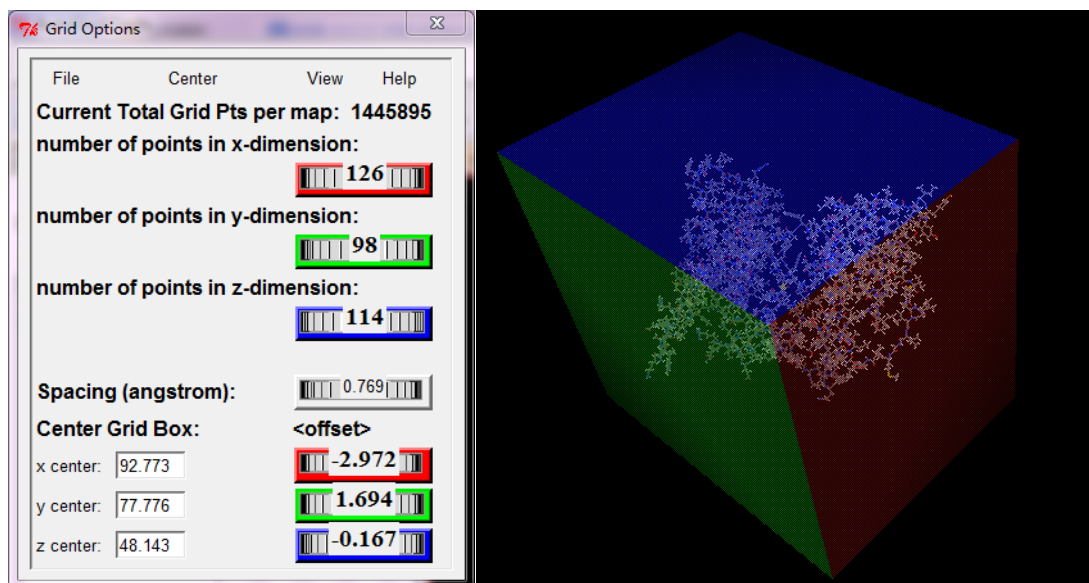 Grid Options
File Center View Help
Current Total Grid Pts per map: 1445895
number of points in x-dimension:
126
number of points in y-dimension:
98
number of points in z-dimension:
114
Spacing (angstrom): 0.769
Center Grid Box: <offset>
x center: 92.773 -2.972
y center: 77.776 1.694
z center: 48.143 -0.167